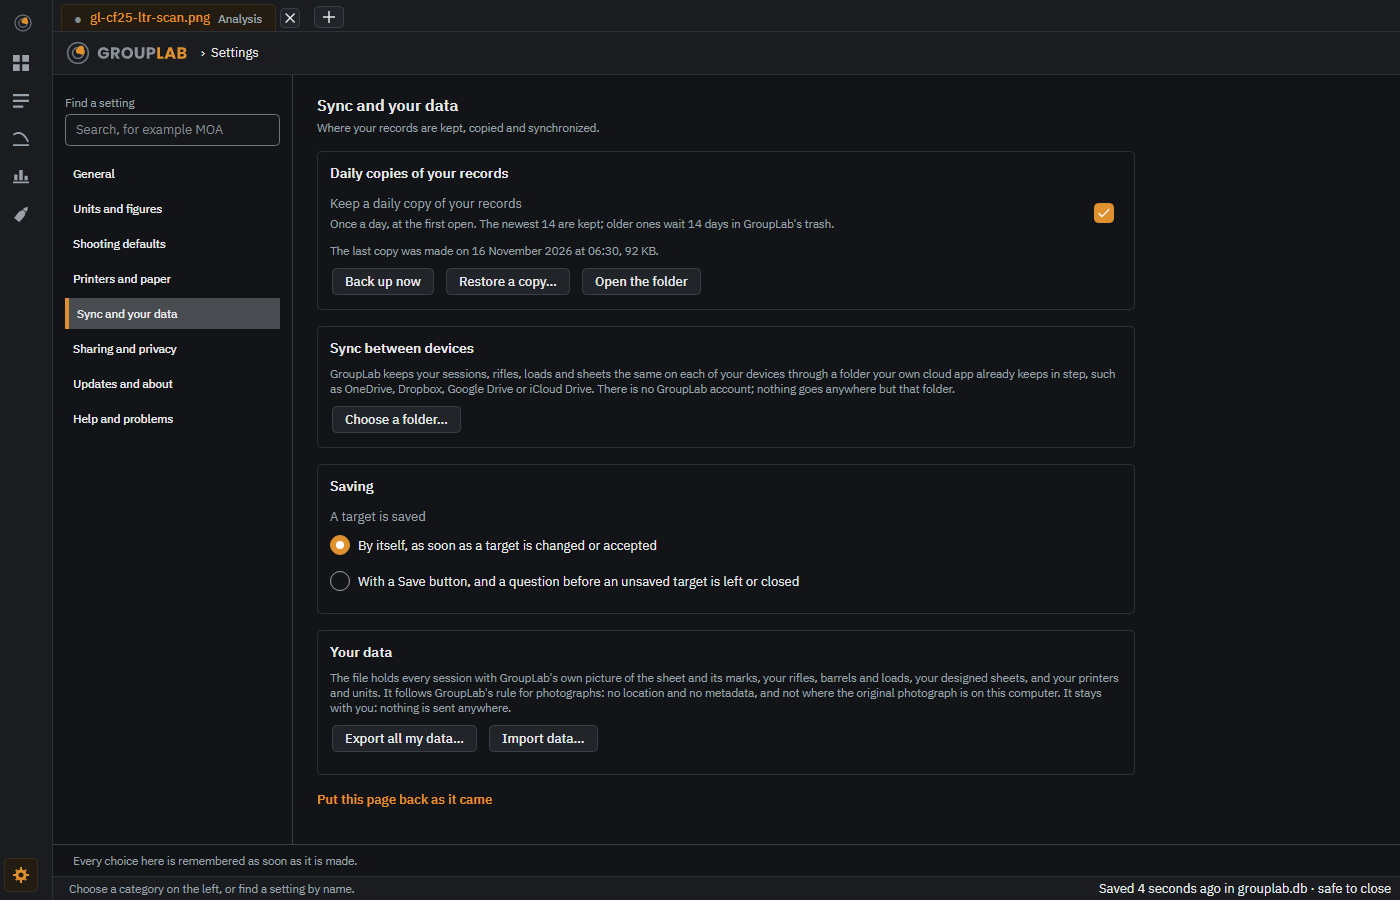 gl-cf25-ltr-scan.png Analysis
GROUPLAB › Settings
Find a setting
Search, for example MOA
General
Units and figures
Shooting defaults
Printers and paper
Sync and your data
Sharing and privacy
Updates and about
Help and problems
Sync and your data
Where your records are kept, copied and synchronized.
Daily copies of your records
Keep a daily copy of your records
Once a day, at the first open. The newest 14 are kept; older ones wait 14 days in GroupLab's trash.
The last copy was made on 16 November 2026 at 06:30, 92 KB.
Back up now Restore a copy... Open the folder
Sync between devices
GroupLab keeps your sessions, rifles, loads and sheets the same on each of your devices through a folder your own cloud app already keeps in step, such
as OneDrive, Dropbox, Google Drive or iCloud Drive. There is no GroupLab account; nothing goes anywhere but that folder.
Choose a folder...
Saving
A target is saved
By itself, as soon as a target is changed or accepted
With a Save button, and a question before an unsaved target is left or closed
Your data
The file holds every session with GroupLab's own picture of the sheet and its marks, your rifles, barrels and loads, your designed sheets, and your printers
and units. It follows GroupLab's rule for photographs: no location and no metadata, and not where the original photograph is on this computer. It stays
with you: nothing is sent anywhere.
Export all my data... Import data...
Put this page back as it came
Every choice here is remembered as soon as it is made.
Choose a category on the left, or find a setting by name.
Saved 4 seconds ago in grouplab.db · safe to close